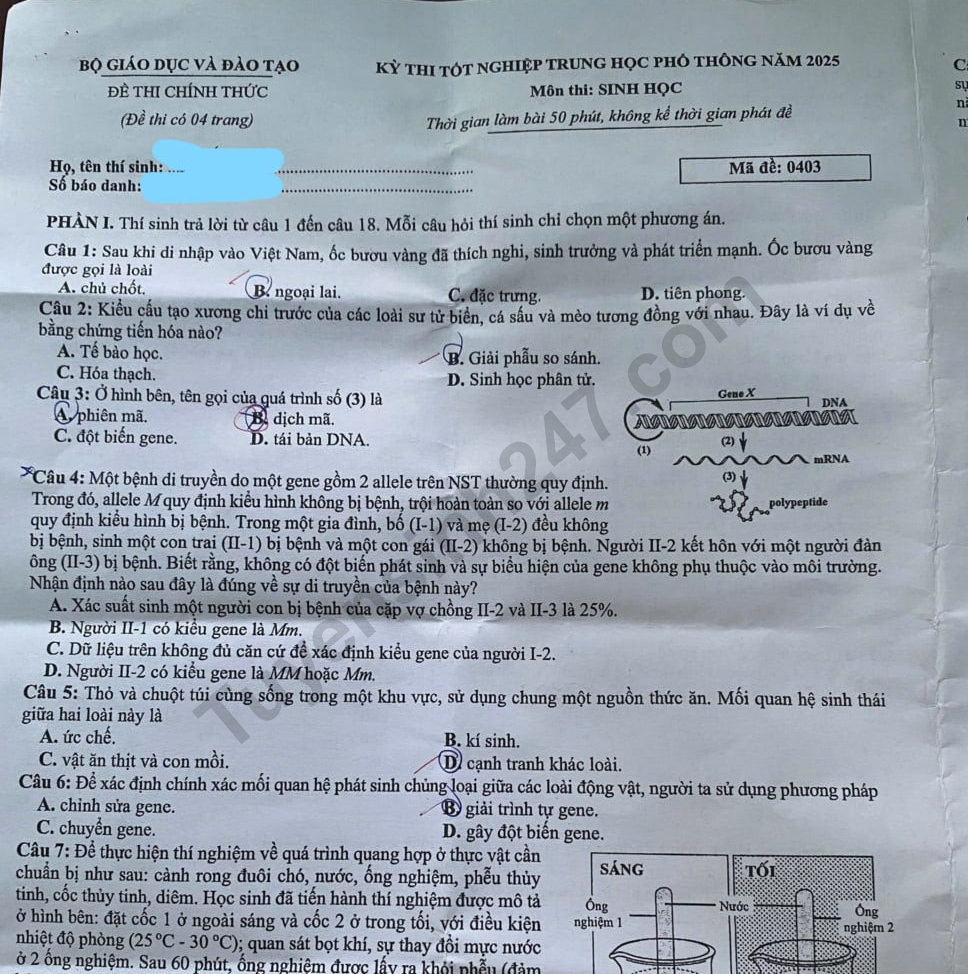 BỘ GIÁO DỤC VÀ ĐÀO TẠO
ĐỀ THI CHÍNH THỨC
(Đề thi có 04 trang)
KỲ THI TỐT NGHIỆP TRUNG HỌC PHỔ THÔNG NĂM 2025
Môn thi: SINH HỌC
Thời gian làm bài 50 phút, không kể thời gian phát đề
Họ, tên thí sinh:
Số báo danh:
Mã đề: 0403
PHẦN I. Thí sinh trả lời từ câu 1 đến câu 18. Mỗi câu hỏi thí sinh chỉ chọn một phương án.
Câu 1: Sau khi di nhập vào Việt Nam, ốc bươu vàng đã thích nghi, sinh trưởng và phát triển mạnh. Ốc bươu vàng
được gọi là loài
A. chủ chốt. B. ngoại lai. C. đặc trưng. D. tiên phong.
Câu 2: Kiểu cấu tạo xương chi trước của các loài sư tử biển, cá sấu và mèo tương đồng với nhau. Đây là ví dụ về
bằng chứng tiến hóa nào?
A. Tế bào học. B. Giải phẫu so sánh.
C. Hóa thạch. D. Sinh học phân tử.
Câu 3: Ở hình bên, tên gọi của quá trình số (3) là
A. phiên mã. B. dịch mã.
C. đột biến gene. D. tái bản DNA.
Gene X
DNA
(1)
(2)
mRNA
(3)
polypeptide
Câu 4: Một bệnh di truyền do một gene gồm 2 allele trên NST thường quy định.
Trong đó, allele M quy định kiểu hình không bị bệnh, trội hoàn toàn so với allele m
quy định kiểu hình bị bệnh. Trong một gia đình, bố (I-1) và mẹ (I-2) đều không
bị bệnh, sinh một con trai (II-1) bị bệnh và một con gái (II-2) không bị bệnh. Người II-2 kết hôn với một người đàn
ông (II-3) bị bệnh. Biết rằng, không có đột biến phát sinh và sự biểu hiện của gene không phụ thuộc vào môi trường.
Nhận định nào sau đây là đúng về sự di truyền của bệnh này?
A. Xác suất sinh một người con bị bệnh của cặp vợ chồng II-2 và II-3 là 25%.
B. Người II-1 có kiểu gene là Mm.
C. Dữ liệu trên không đủ căn cứ để xác định kiểu gene của người I-2.
D. Người II-2 có kiểu gene là MM hoặc Mm.
Câu 5: Thỏ và chuột túi cùng sống trong một khu vực, sử dụng chung một nguồn thức ăn. Mối quan hệ sinh thái
giữa hai loài này là
A. ức chế. B. kí sinh.
C. vật ăn thịt và con mồi. D. cạnh tranh khác loài.
Câu 6: Để xác định chính xác mối quan hệ phát sinh chủng loại giữa các loài động vật, người ta sử dụng phương pháp
A. chỉnh sửa gene. B. giải trình tự gene.
C. chuyển gene. D. gây đột biến gene.
Câu 7: Để thực hiện thí nghiệm về quá trình quang hợp ở thực vật cần
chuẩn bị như sau: cành rong đuôi chó, nước, ống nghiệm, phễu thủy
tinh, cốc thủy tinh, diêm. Học sinh đã tiến hành thí nghiệm được mô tả
ở hình bên: đặt cốc 1 ở ngoài sáng và cốc 2 ở trong tối, với điều kiện
nhiệt độ phòng (25 °C - 30 °C); quan sát bọt khí, sự thay đổi mực nước
ở 2 ống nghiệm. Sau 60 phút, ống nghiệm được lấy ra khỏi phễu (đảm
SÁNG
TỐI
Ống
nghiệm 1
Nước
Ống
nghiệm 2
Tuyensinh247.com